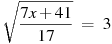 √((7x + 41)/17) = 3